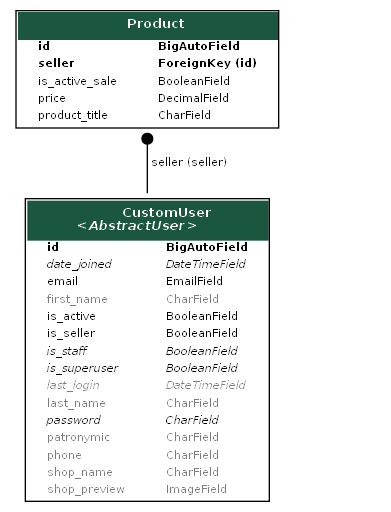 Product
id BigAutoField
seller ForeignKey (id)
is_active_sale BooleanField
price DecimalField
product_title CharField
seller (seller)
CustomUser
<AbstractUser>
id BigAutoField
date_joined DateTimeField
email EmailField
first_name CharField
is_active BooleanField
is_seller BooleanField
is_staff BooleanField
is_superuser BooleanField
last_login DateTimeField
last_name CharField
password CharField
patronymic CharField
phone CharField
shop_name CharField
shop_preview ImageField